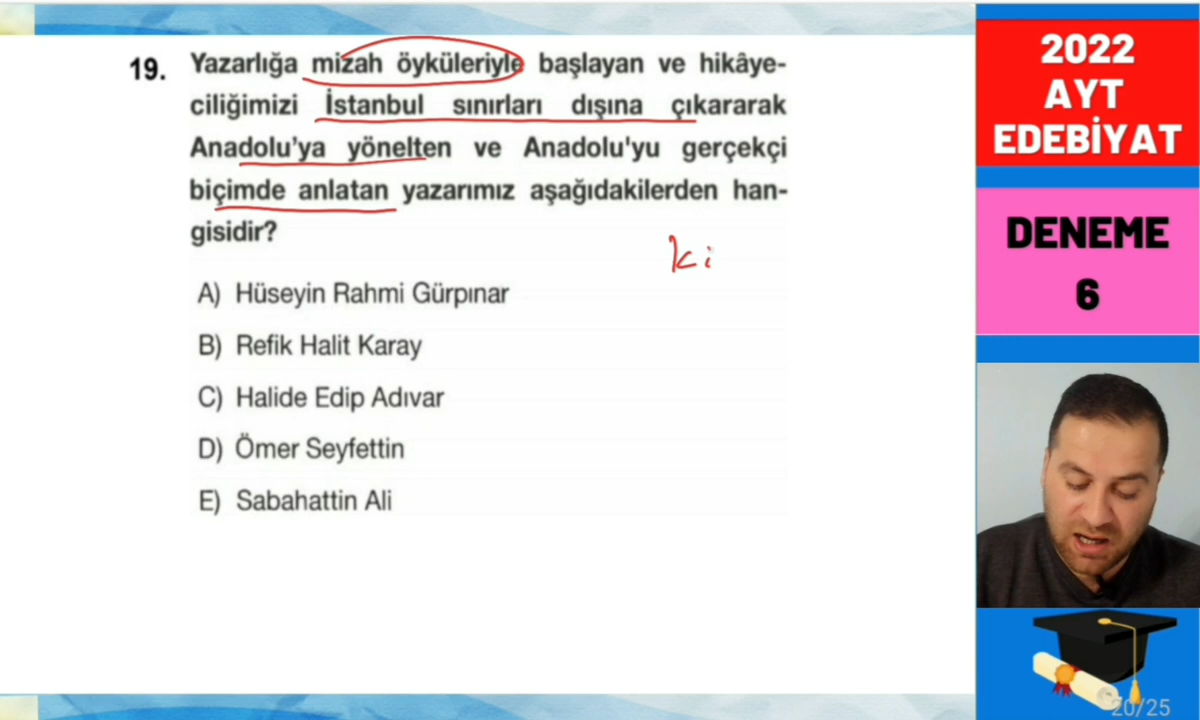 19. Yazarlığa mizah öyküleriyle başlayan ve hikâye-
ciliğimizi İstanbul sınırları dışına çıkararak
Anadolu'ya yönelten ve Anadolu'yu gerçekçi
biçimde anlatan yazarımız aşağıdakilerden han-
gisidir?
ki
A) Hüseyin Rahmi Gürpınar
B) Refik Halit Karay
C) Halide Edip Adıvar
D) Ömer Seyfettin
E) Sabahattin Ali
2022
AYT
EDEBİYAT
DENEME
6
20/25